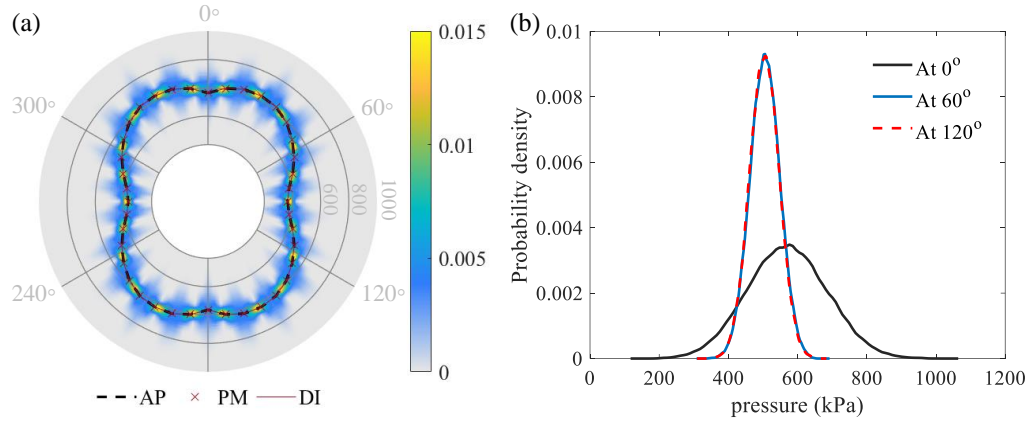 (a)
0°
60°
120°
240°
300°
600
800
1000
0.015
0.01
0.005
0
AP PM DI
(b)
0.01
0.008
0.006
0.004
0.002
0
Probability density
0 200 400 600 800 1000 1200
pressure (kPa)
At 0°
At 60°
At 120°